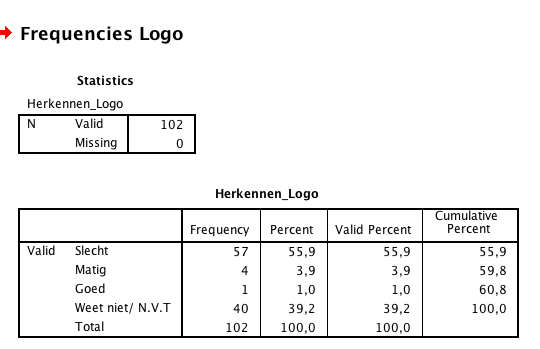 Frequencies Logo
Statistics
Herkennen_Logo
N Valid 102
Missing 0
Herkennen_Logo
Frequency Percent Valid Percent Cumulative Percent
Valid Slecht 57 55,9 55,9 55,9
Matig 4 3,9 3,9 59,8
Goed 1 1,0 1,0 60,8
Weet niet/ N.V.T 40 39,2 39,2 100,0
Total 102 100,0 100,0